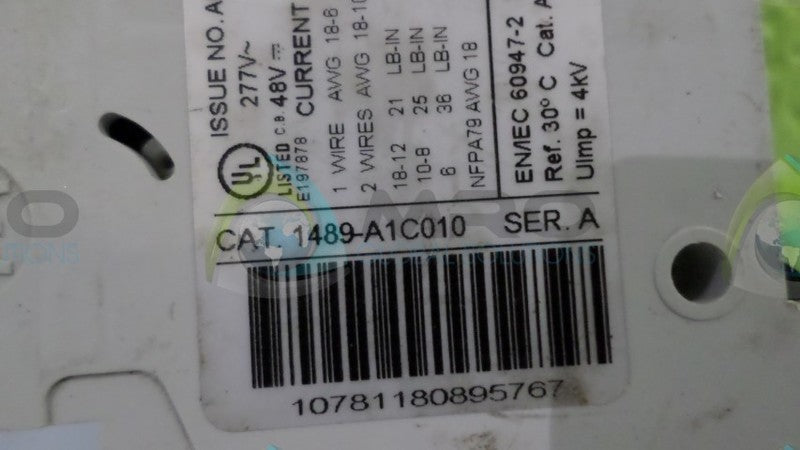 ISSUE NO. A
277V~
48V⎓
UL
LISTED C.B.
E197878 CURRENT
1 WIRE AWG 18-6
2 WIRES AWG 18-10
18-12 21 LB-IN
10-8 25 LB-IN
6 36 LB-IN
NFPA79 AWG 18
EN/IEC 60947-2
Ref. 30° C Cat. A
UImp = 4kV
CAT. 1489-A1C010 SER. A
10781180895767